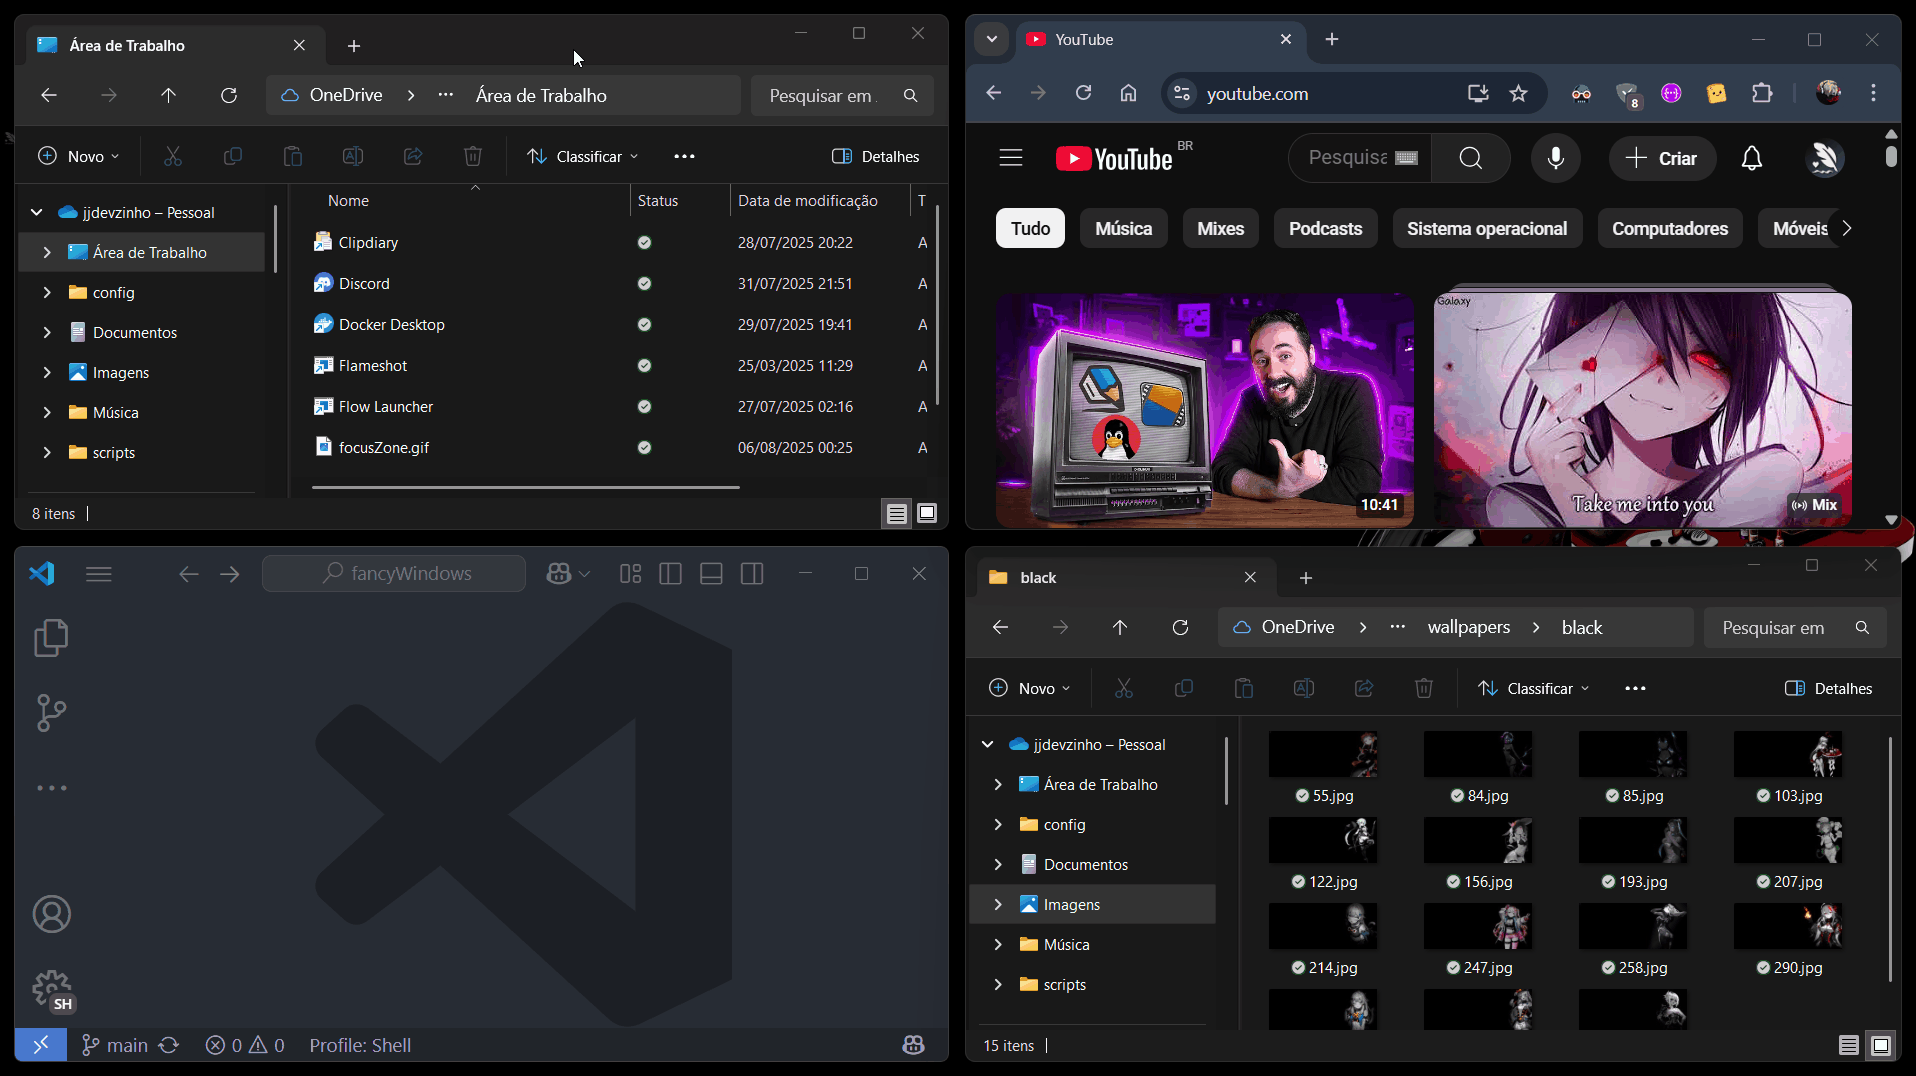 Área de Trabalho
OneDrive
Área de Trabalho
Pesquisar em
Novo
Classificar
Detalhes
Nome
Status
Data de modificação
T
jjdevzinho – Pessoal
Área de Trabalho
config
Documentos
Imagens
Música
scripts
Clipdiary
28/07/2025 20:22
A
Discord
31/07/2025 21:51
A
Docker Desktop
29/07/2025 19:41
A
Flameshot
25/03/2025 11:29
A
Flow Launcher
27/07/2025 02:16
A
focusZone.gif
06/08/2025 00:25
A
8 itens
YouTube
youtube.com
8
YouTube BR
Pesquisa
Criar
Tudo
Música
Mixes
Podcasts
Sistema operacional
Computadores
Móveis
10:41
Galaxy
Take me into you
Mix
fancyWindows
SH
main
0
0
Profile: Shell
black
OneDrive
wallpapers
black
Pesquisar em
Novo
Classificar
Detalhes
jjdevzinho – Pessoal
Área de Trabalho
config
Documentos
Imagens
Música
scripts
55.jpg
84.jpg
85.jpg
103.jpg
122.jpg
156.jpg
193.jpg
207.jpg
214.jpg
247.jpg
258.jpg
290.jpg
15 itens